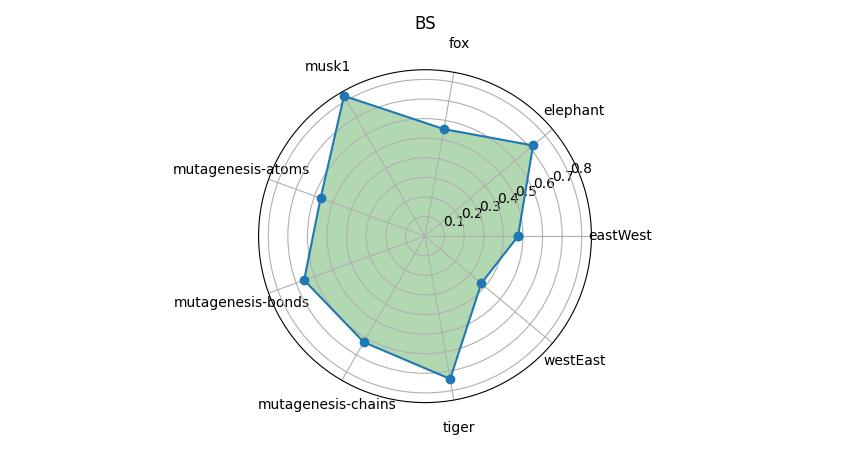 BS
fox
musk1
elephant
mutagenesis-atoms
0.8
0.7
0.6
0.5
0.4
0.3
0.2
0.1
eastWest
mutagenesis-bonds
westEast
mutagenesis-chains
tiger